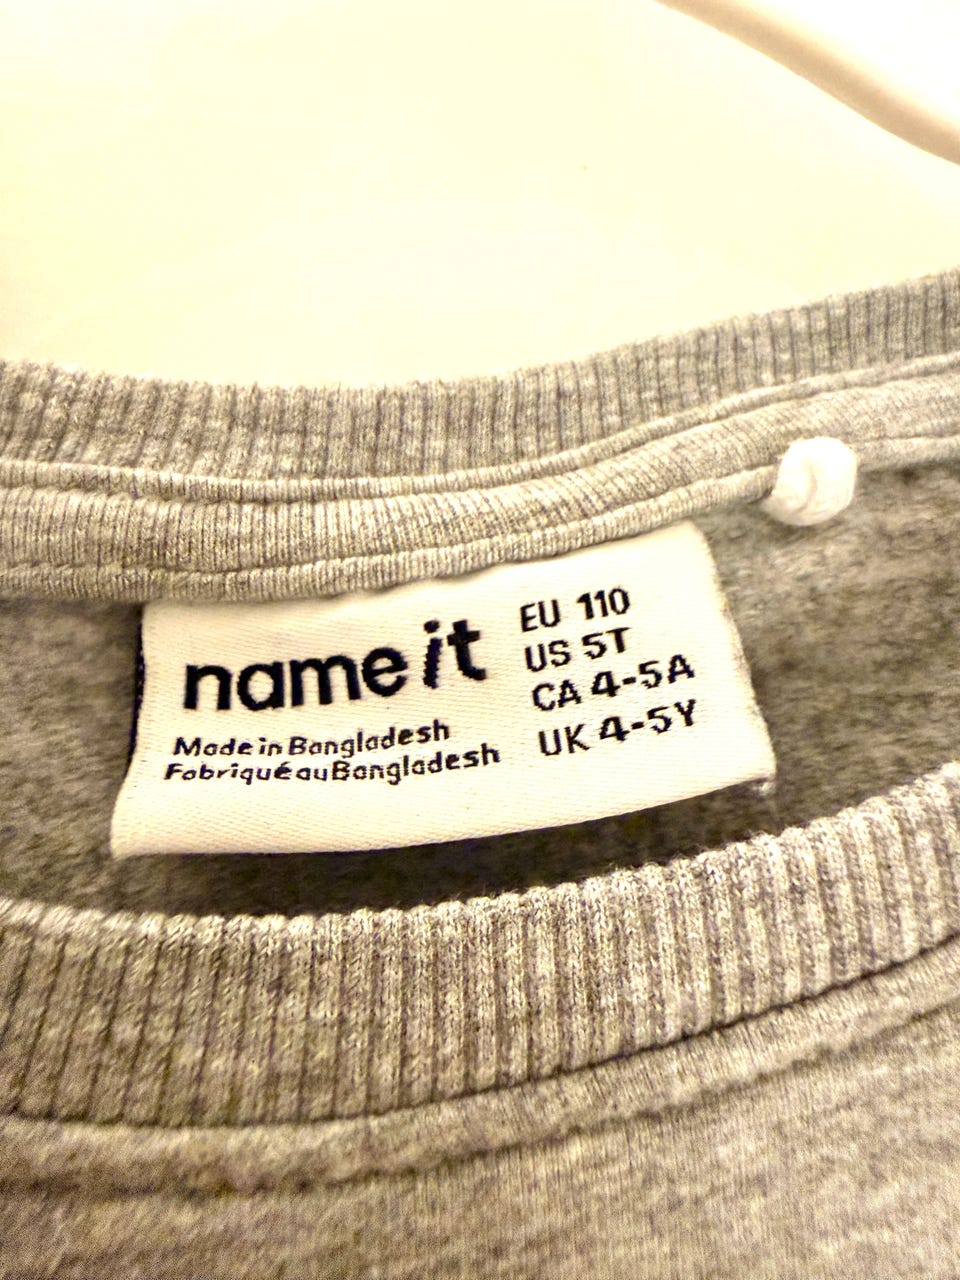 name it
Made in Bangladesh
Fabriqué au Bangladesh
EU 110
US 5T
CA 4-5A
UK 4-5Y